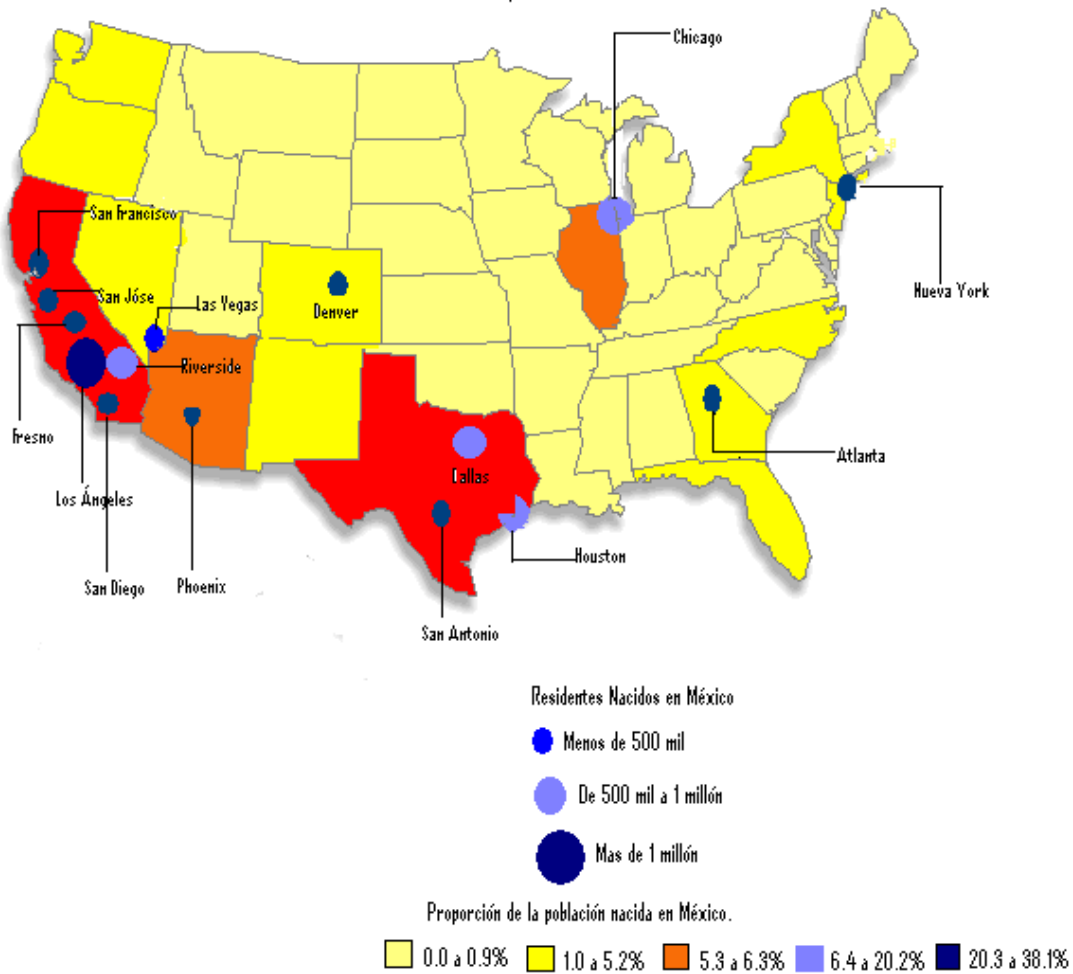 Chicago
San Francisco
San Jóse
Las Vegas
Denver
Nueva York
Riverside
Fresno
Dallas
Atlanta
Los Ángeles
Houston
San Diego
Phoenix
San Antonio
Residentes Nacidos en México
Menos de 500 mil
De 500 mil a 1 millón
Mas de 1 millón
Proporción de la población nacida en México.
0.0 a 0.9% 1.0 a 5.2% 5.3 a 6.3% 6.4 a 20.2% 20.3 a 38.1%